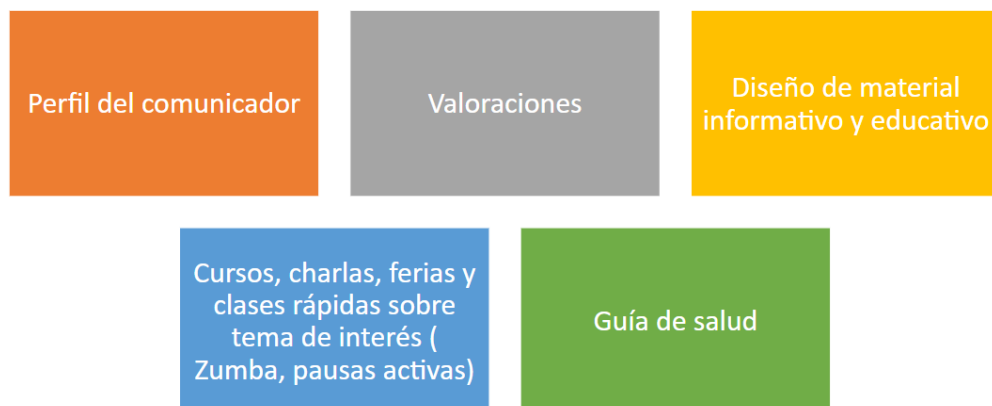 Perfil del comunicador
Valoraciones
Diseño de material
informativo y educativo
Cursos, charlas, ferias y
clases rápidas sobre
tema de interés (
Zumba, pausas activas)
Guía de salud